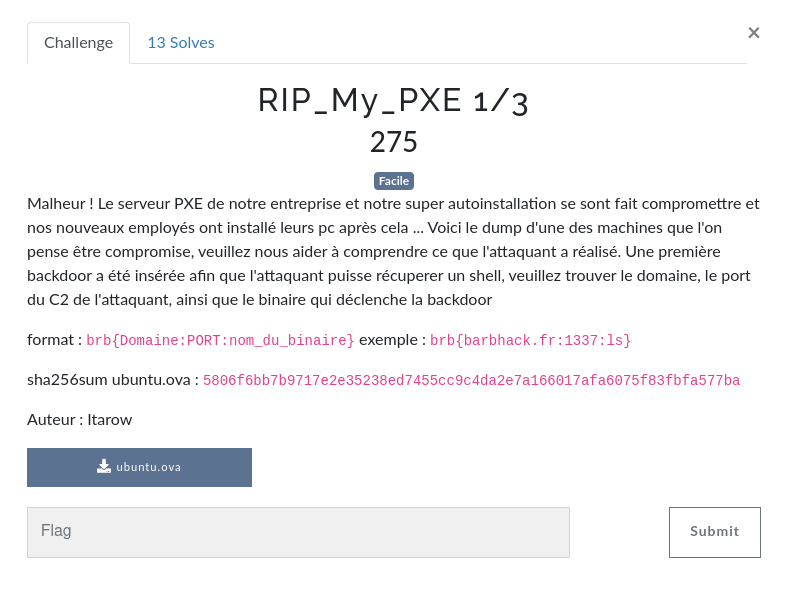 Challenge
13 Solves
×
RIP_My_PXE 1/3
275
Facile
Malheur ! Le serveur PXE de notre entreprise et notre super autoinstallation se sont fait compromettre et
nos nouveaux employés ont installé leurs pc après cela ... Voici le dump d'une des machines que l'on
pense être compromise, veuillez nous aider à comprendre ce que l'attaquant a réalisé. Une première
backdoor a été insérée afin que l'attaquant puisse récuperer un shell, veuillez trouver le domaine, le port
du C2 de l'attaquant, ainsi que le binaire qui déclenche la backdoor
format : brb{Domaine:PORT:nom_du_binaire} exemple : brb{barbhack.fr:1337:ls}
sha256sum ubuntu.ova : 5806f6bb7b9717e2e35238ed7455cc9c4da2e7a166017afa6075f83fbfa577ba
Auteur : Itarow
ubuntu.ova
Flag
Submit